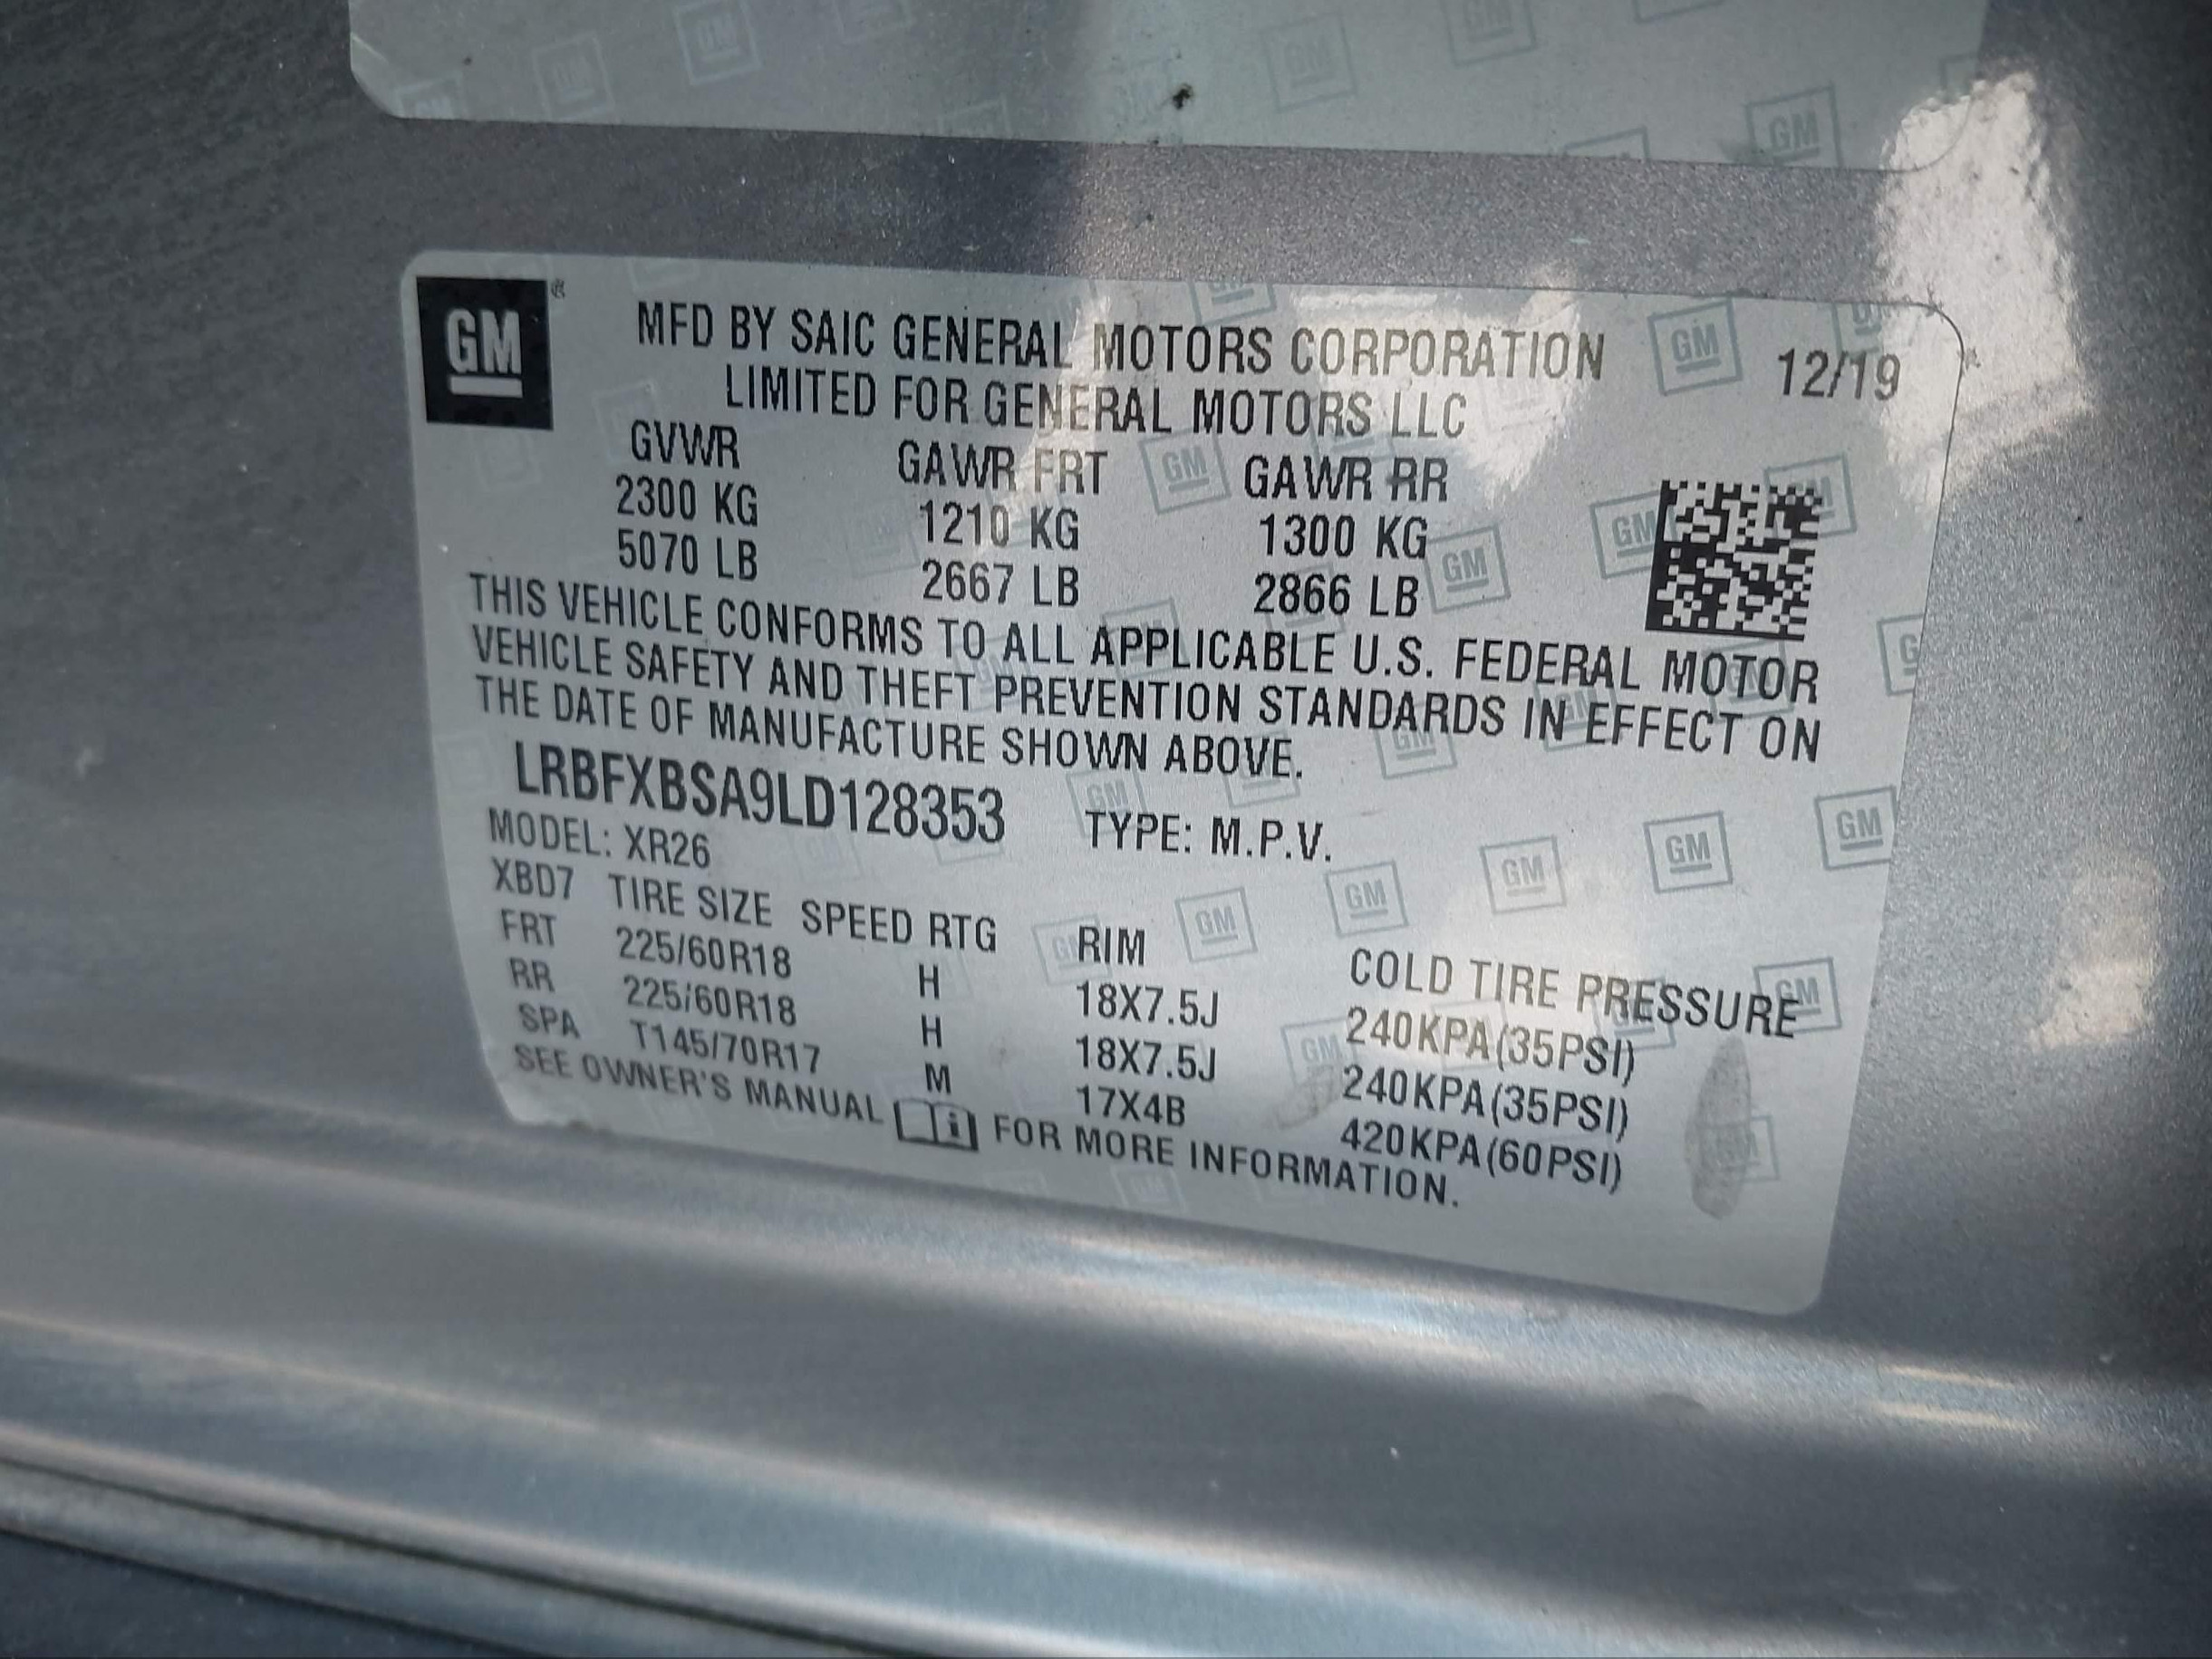 GM
MFD BY SAIC GENERAL MOTORS CORPORATION 12/19
LIMITED FOR GENERAL MOTORS LLC
GVWR GAWR FRT GAWR RR
2300 KG 1210 KG 1300 KG
5070 LB 2667 LB 2866 LB
THIS VEHICLE CONFORMS TO ALL APPLICABLE U.S. FEDERAL MOTOR
VEHICLE SAFETY AND THEFT PREVENTION STANDARDS IN EFFECT ON
THE DATE OF MANUFACTURE SHOWN ABOVE.
LRBFXBSA9LD128353 TYPE: M.P.V.
MODEL: XR26
XBD7 TIRE SIZE SPEED RTG RIM COLD TIRE PRESSURE
FRT 225/60R18 H 18X7.5J 240KPA(35PSI)
RR 225/60R18 H 18X7.5J 240KPA(35PSI)
SPA T145/70R17 M 17X4B 420KPA(60PSI)
SEE OWNER'S MANUAL FOR MORE INFORMATION.